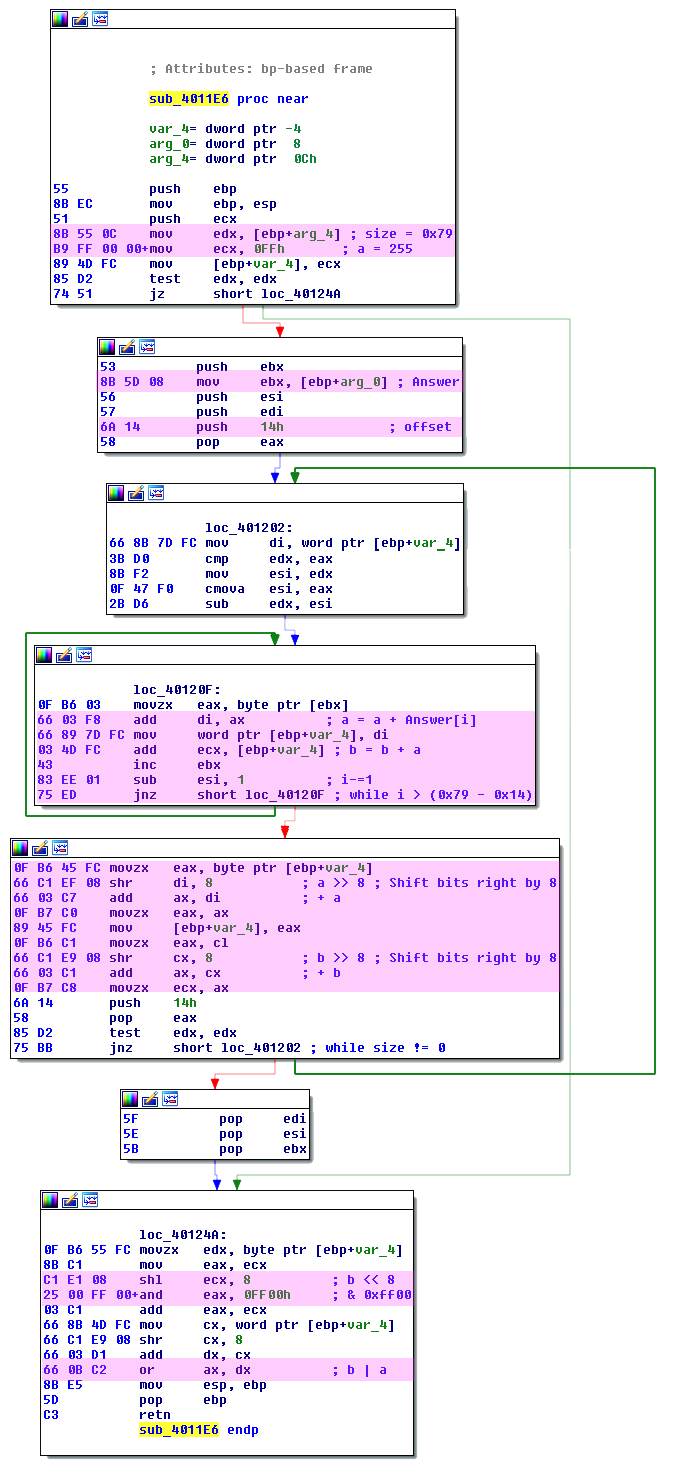 ; Attributes: bp-based frame
sub_4011E6 proc near
var_4= dword ptr -4
arg_0= dword ptr  8
arg_4= dword ptr  0Ch
55 push ebp
8B EC mov ebp, esp
51 push ecx
8B 55 0C mov edx, [ebp+arg_4] ; size = 0x79
B9 FF 00 00+mov ecx, 0FFh ; a = 255
89 4D FC mov [ebp+var_4], ecx
85 D2 test edx, edx
74 51 jz short loc_40124A
53 push ebx
8B 5D 08 mov ebx, [ebp+arg_0] ; Answer
56 push esi
57 push edi
6A 14 push 14h ; offset
58 pop eax
loc_401202:
66 8B 7D FC mov di, word ptr [ebp+var_4]
3B D0 cmp edx, eax
8B F2 mov esi, edx
0F 47 F0 cmova esi, eax
2B D6 sub edx, esi
loc_40120F:
0F B6 03 movzx eax, byte ptr [ebx]
66 03 F8 add di, ax ; a = a + Answer[i]
66 89 7D FC mov word ptr [ebp+var_4], di
03 4D FC add ecx, [ebp+var_4] ; b = b + a
43 inc ebx
83 EE 01 sub esi, 1 ; i-=1
75 ED jnz short loc_40120F ; while i > (0x79 - 0x14)
0F B6 45 FC movzx eax, byte ptr [ebp+var_4]
66 C1 EF 08 shr di, 8 ; a >> 8 ; Shift bits right by 8
66 03 C7 add ax, di ; + a
0F B7 C0 movzx eax, ax
89 45 FC mov [ebp+var_4], eax
0F B6 C1 movzx eax, cl
66 C1 E9 08 shr cx, 8 ; b >> 8 ; Shift bits right by 8
66 03 C1 add ax, cx ; + b
0F B7 C8 movzx ecx, ax
6A 14 push 14h
58 pop eax
85 D2 test edx, edx
75 BB jnz short loc_401202 ; while size != 0
5F pop edi
5E pop esi
5B pop ebx
loc_40124A:
0F B6 55 FC movzx edx, byte ptr [ebp+var_4]
8B C1 mov eax, ecx
C1 E1 08 shl ecx, 8 ; b << 8
25 00 FF 00+and eax, 0FF00h ; & 0xff00
03 C1 add eax, ecx
66 8B 4D FC mov cx, word ptr [ebp+var_4]
66 C1 E9 08 shr cx, 8
66 03 D1 add dx, cx
66 0B C2 or ax, dx ; b | a
8B E5 mov esp, ebp
5D pop ebp
C3 retn
sub_4011E6 endp